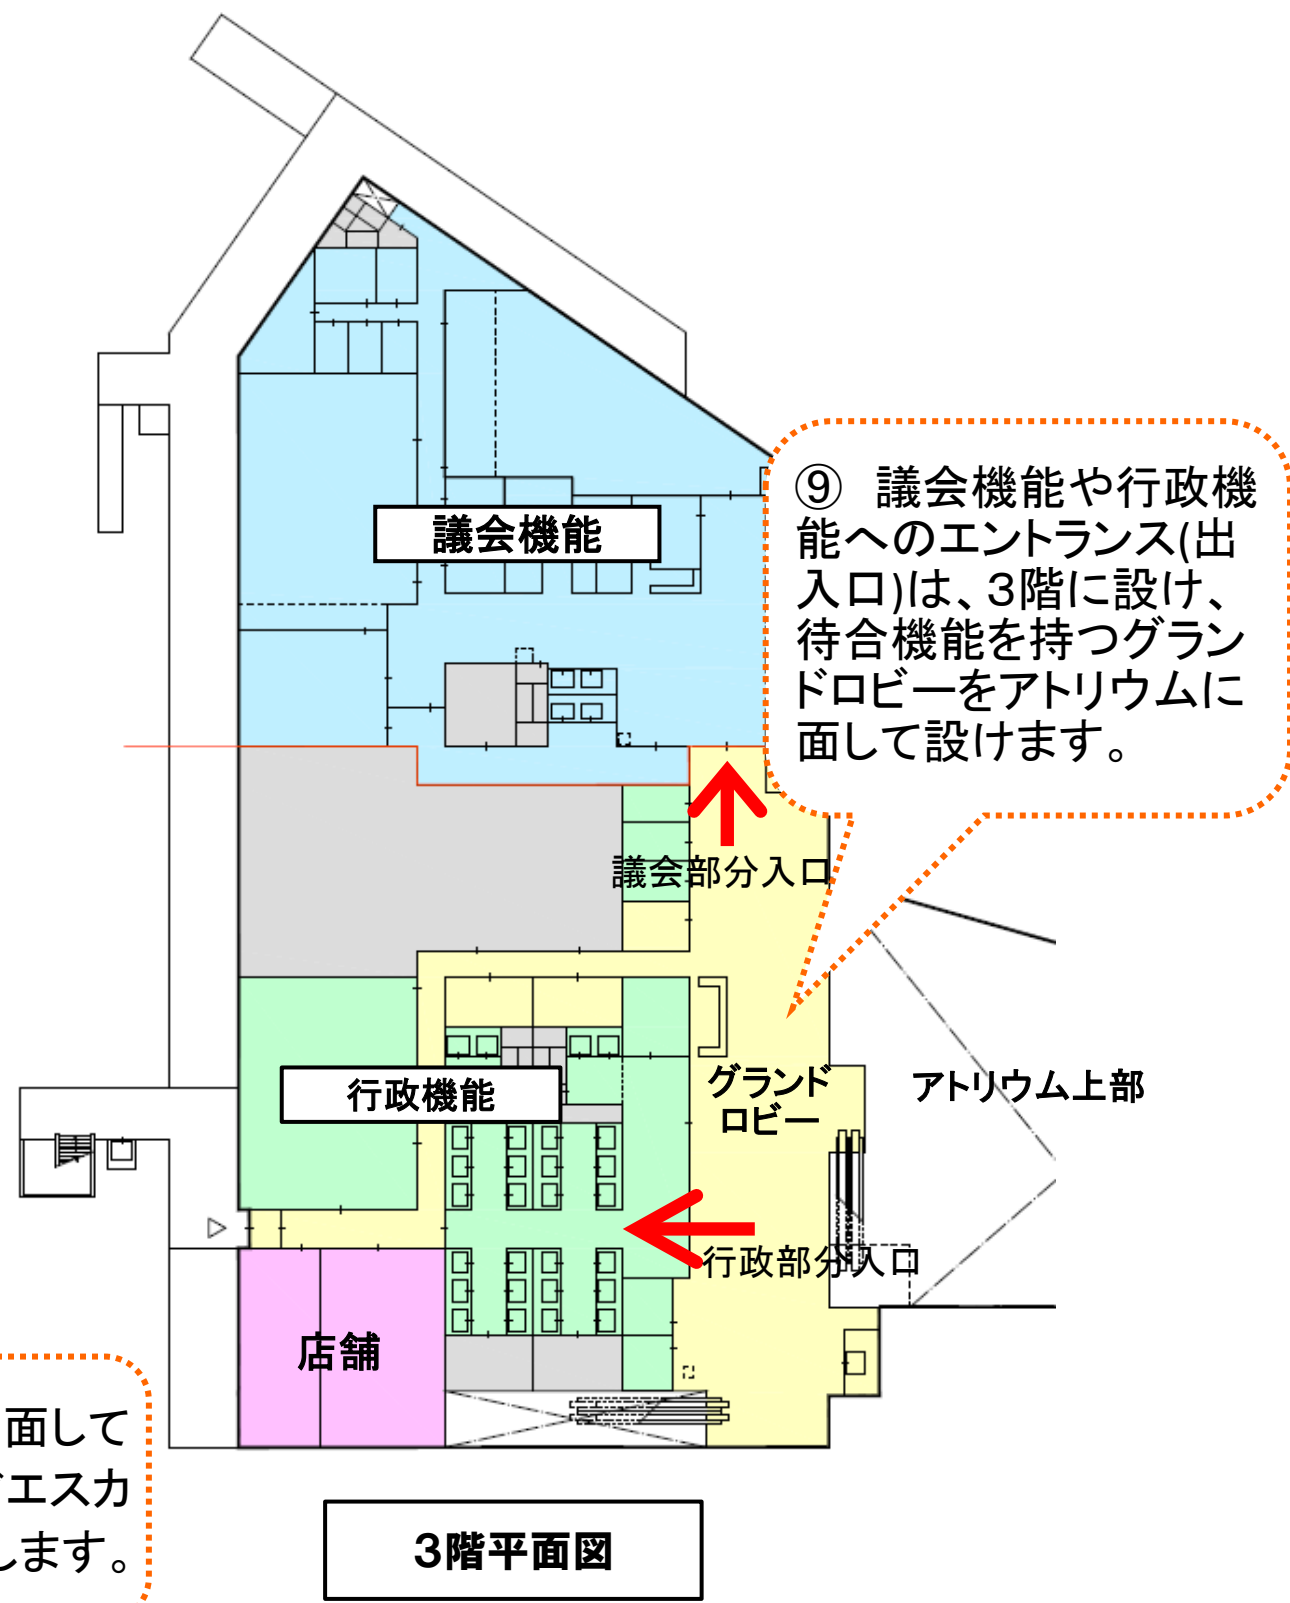 議会機能
⑨　議会機能や行政機
能へのエントランス(出
入口)は、3階に設け、
待合機能を持つグラン
ドロビーをアトリウムに
面して設けます。
議会部分入口
行政機能
グランド
ロビー
アトリウム上部
行政部分入口
店舗
面して
エスカ
します。
3階平面図